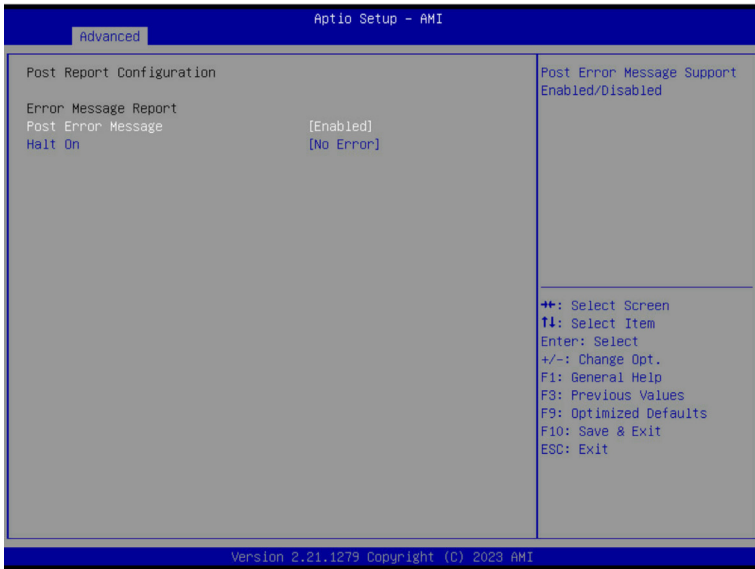 Aptio Setup – AMI
Advanced
Post Report Configuration
Error Message Report
Post Error Message [Enabled]
Halt On [No Error]
Post Error Message Support
Enabled/Disabled
→←: Select Screen
↑↓: Select Item
Enter: Select
+/-: Change Opt.
F1: General Help
F3: Previous Values
F9: Optimized Defaults
F10: Save & Exit
ESC: Exit
Version 2.21.1279 Copyright (C) 2023 AMI